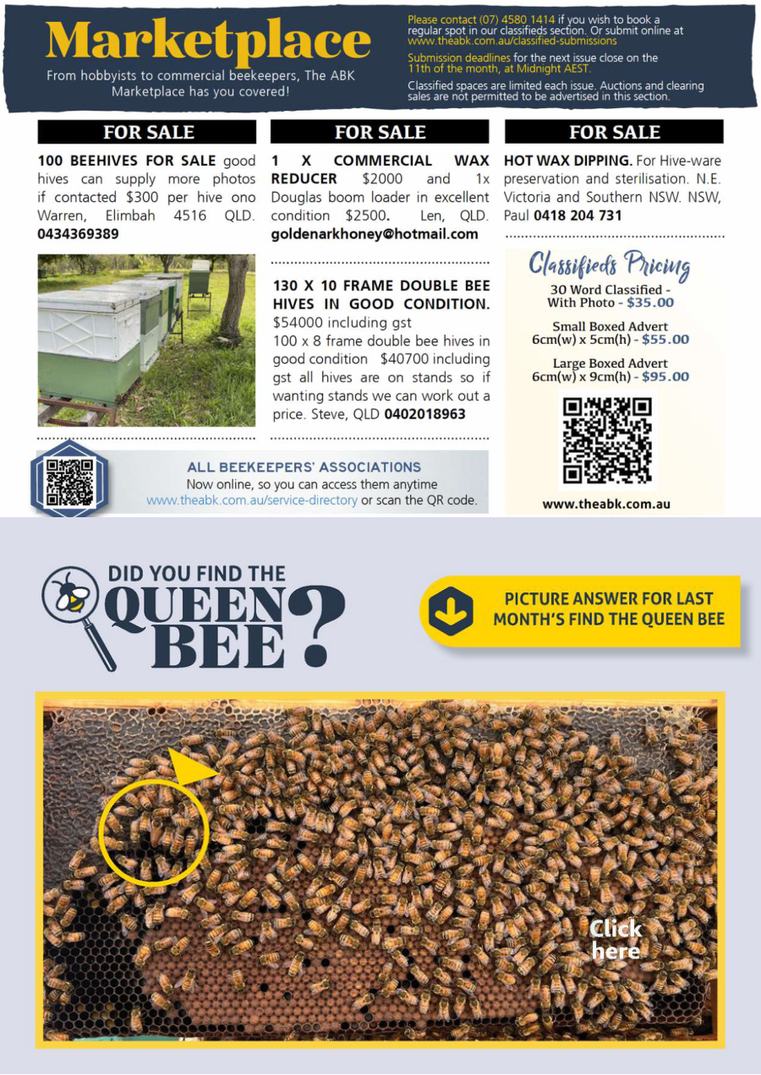 Marketplace
From hobbyists to commercial beekeepers, The ABK
Marketplace has you covered!
Please contact (07) 4580 1414 if you wish to book a
regular spot in our classifieds section. Or submit online at
www.theabk.com.au/classified-submissions
Submission deadlines for the next issue close on the
11th of the month, at Midnight AEST.
Classified spaces are limited each issue. Auctions and clearing
sales are not permitted to be advertised in this section.
FOR SALE
100 BEEHIVES FOR SALE good
hives can supply more photos
if contacted $300 per hive ono
Warren, Elimbah 4516 QLD.
0434369389
FOR SALE
1 X COMMERCIAL WAX
REDUCER $2000 and 1x
Douglas boom loader in excellent
condition $2500. Len, QLD.
goldenarkhoney@hotmail.com
130 X 10 FRAME DOUBLE BEE
HIVES IN GOOD CONDITION.
$54000 including gst
100 x 8 frame double bee hives in
good condition $40700 including
gst all hives are on stands so if
wanting stands we can work out a
price. Steve, QLD 0402018963
FOR SALE
HOT WAX DIPPING. For Hive-ware
preservation and sterilisation. N.E.
Victoria and Southern NSW. NSW,
Paul 0418 204 731
Classifieds Pricing
30 Word Classified -
With Photo - $35.00
Small Boxed Advert
6cm(w) x 5cm(h) - $55.00
Large Boxed Advert
6cm(w) x 9cm(h) - $95.00
www.theabk.com.au
ALL BEEKEEPERS' ASSOCIATIONS
Now online, so you can access them anytime
www.theabk.com.au/service-directory or scan the QR code.
DID YOU FIND THE
QUEEN
BEE?
PICTURE ANSWER FOR LAST
MONTH'S FIND THE QUEEN BEE
Click
here